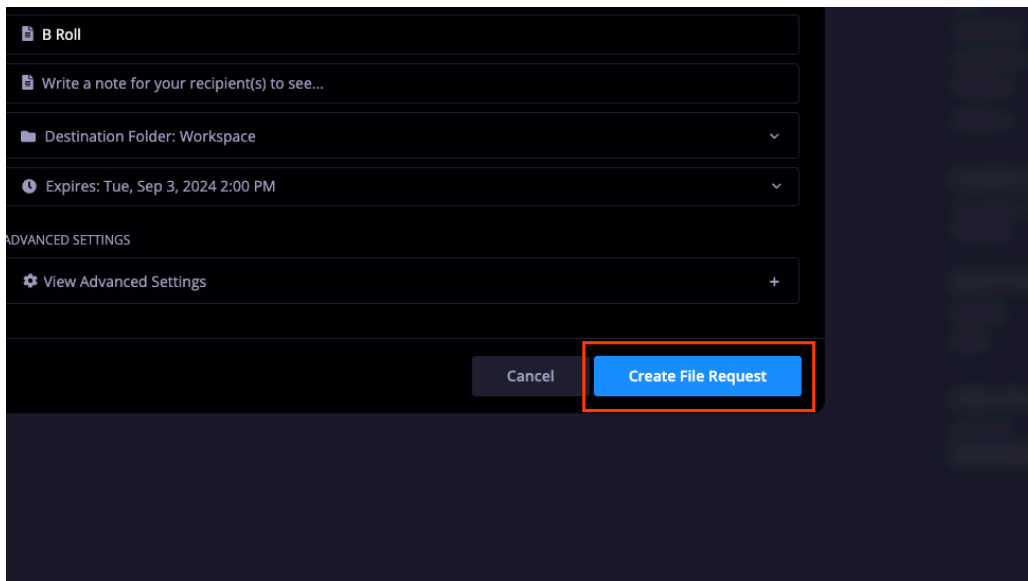 B Roll
Write a note for your recipient(s) to see...
Destination Folder: Workspace
Expires: Tue, Sep 3, 2024 2:00 PM
ADVANCED SETTINGS
View Advanced Settings
Cancel
Create File Request